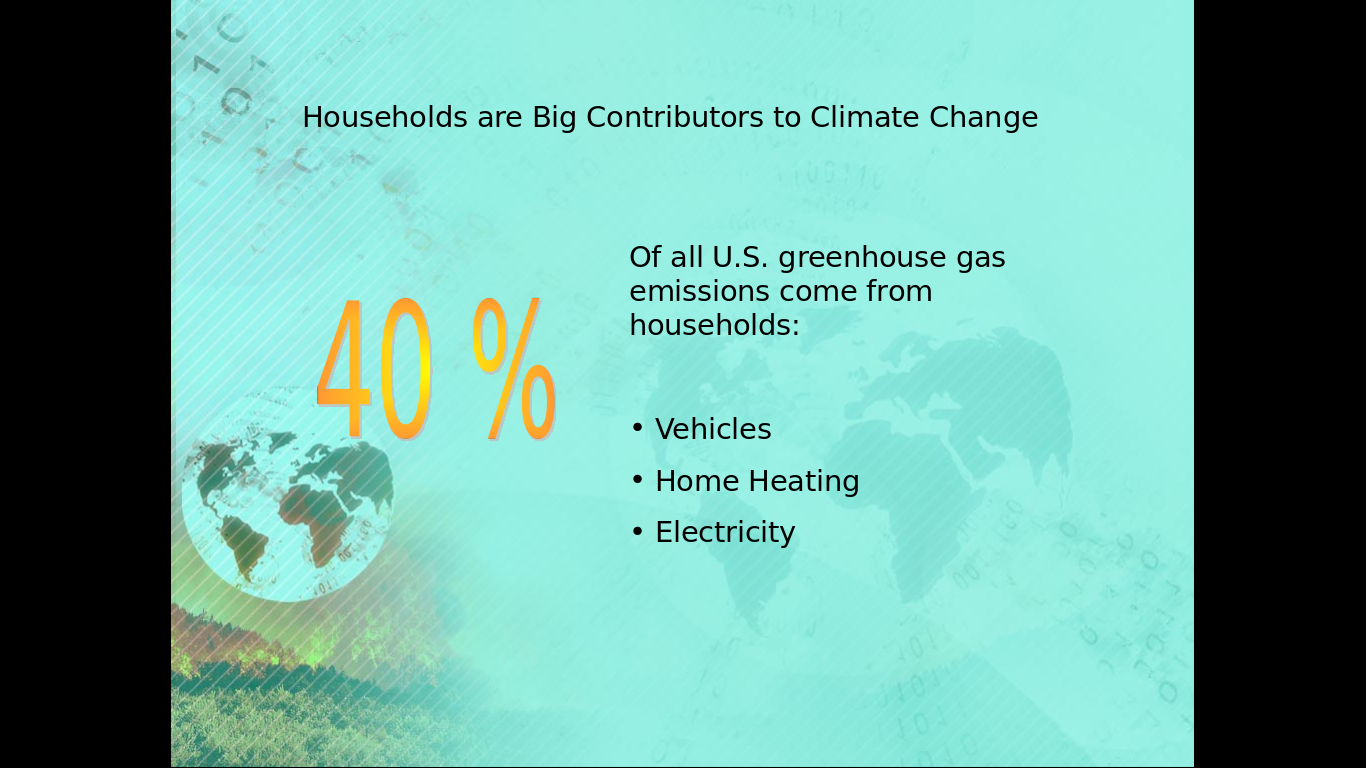 Households are Big Contributors to Climate Change
40 %
Of all U.S. greenhouse gas
emissions come from
households:
• Vehicles
• Home Heating
• Electricity